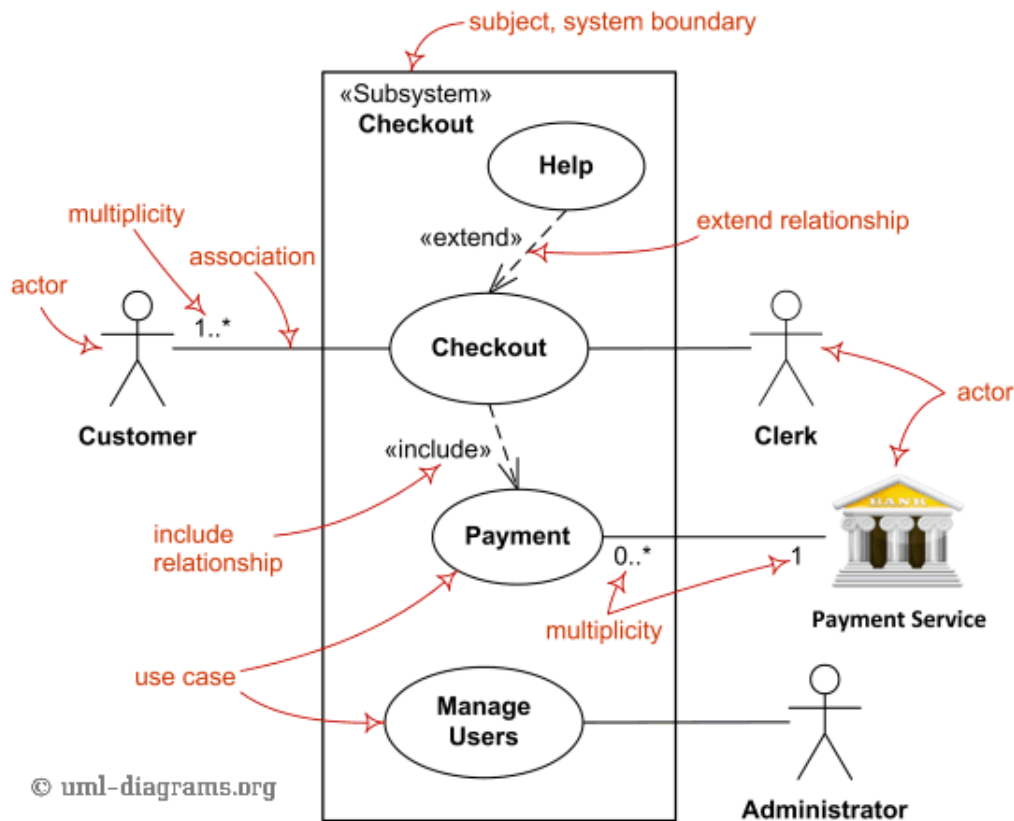 subject, system boundary
«Subsystem»
Checkout
Help
multiplicity
«extend»
extend relationship
association
actor
1..*
Checkout
Customer
Clerk
actor
«include»
BANK
include
relationship
Payment
0..*
1
multiplicity
Payment Service
use case
Manage
Users
© uml-diagrams.org
Administrator